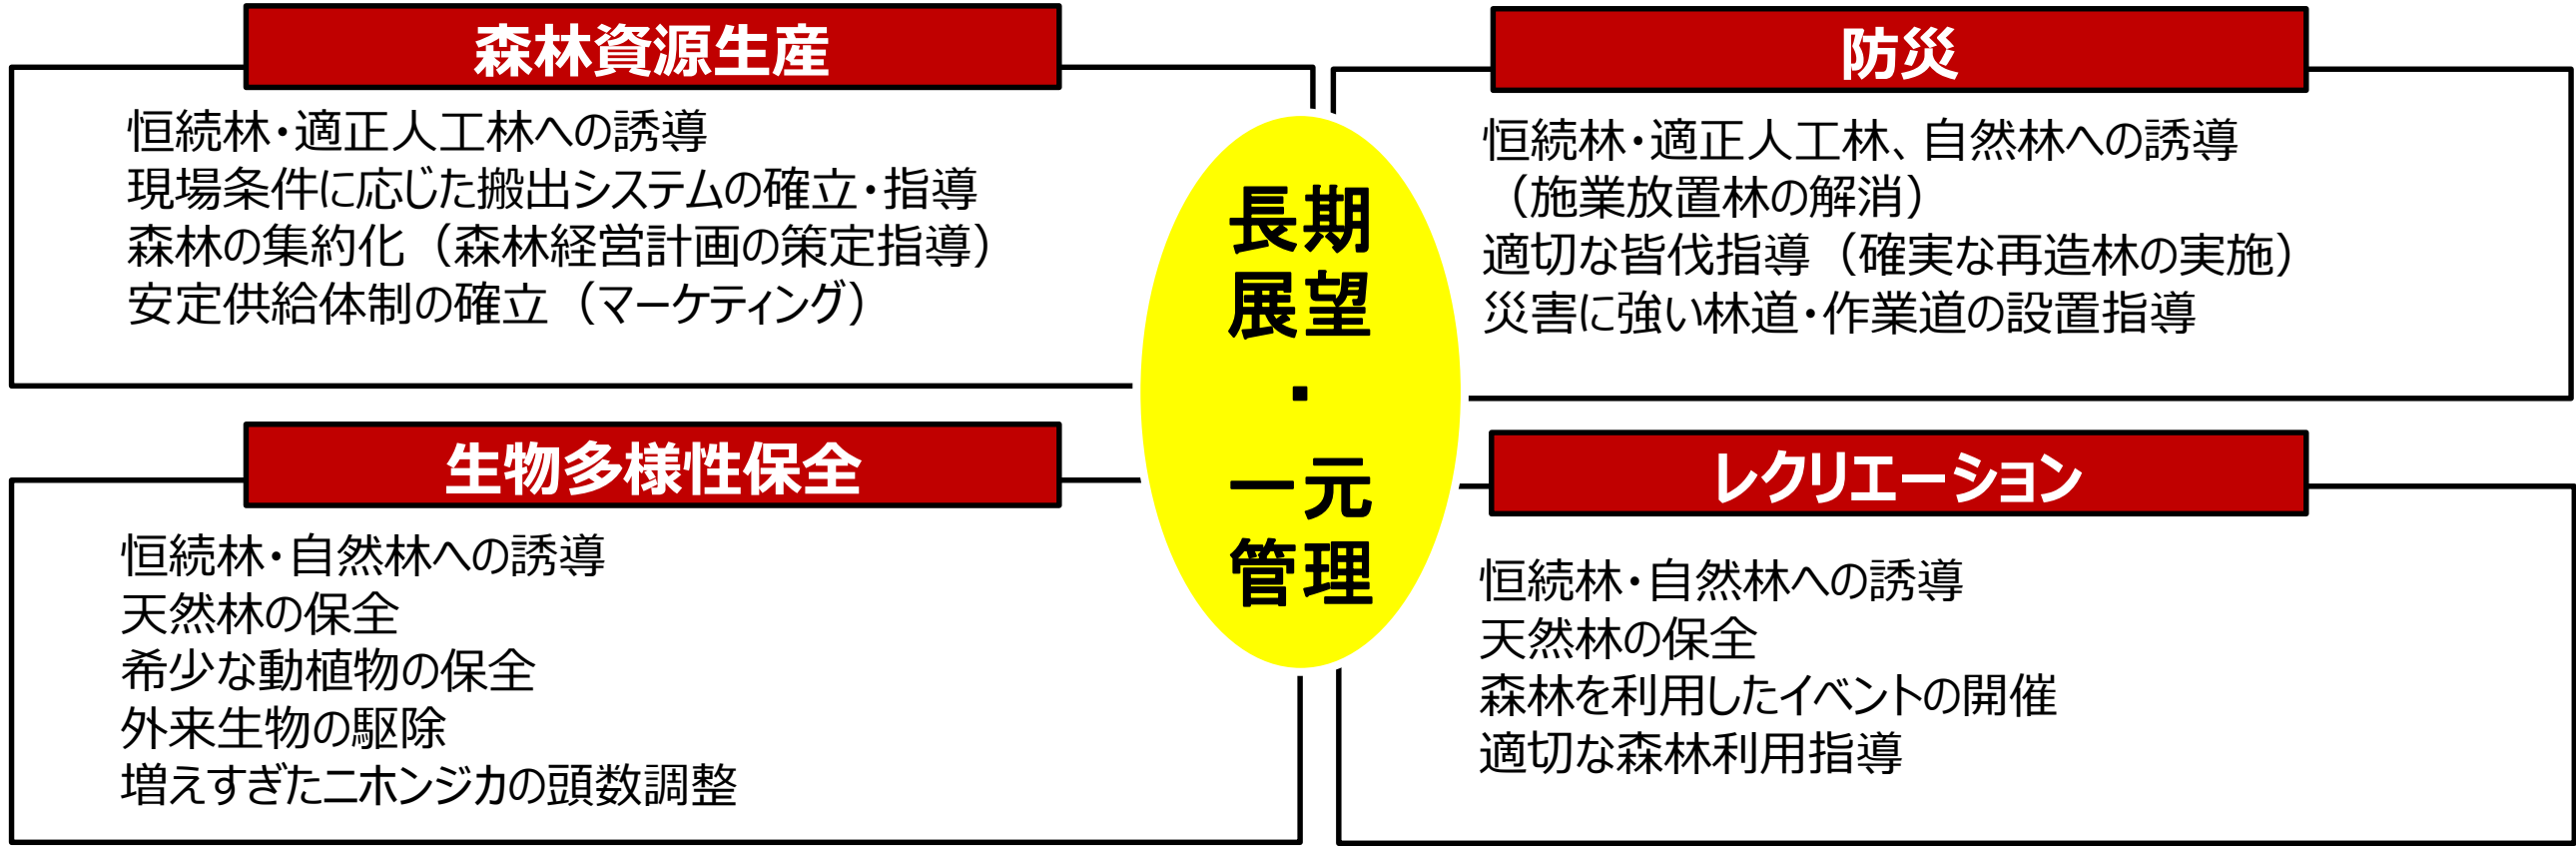 森林資源生産
恒続林・適正人工林への誘導
現場条件に応じた搬出システムの確立・指導
森林の集約化（森林経営計画の策定指導）
安定供給体制の確立（マーケティング）
防災
恒続林・適正人工林、自然林への誘導
（施業放置林の解消）
適切な皆伐指導（確実な再造林の実施）
災害に強い林道・作業道の設置指導
長期
展望
・
一元
管理
生物多様性保全
恒続林・自然林への誘導
天然林の保全
希少な動植物の保全
外来生物の駆除
増えすぎたニホンジカの頭数調整
レクリエーション
恒続林・自然林への誘導
天然林の保全
森林を利用したイベントの開催
適切な森林利用指導